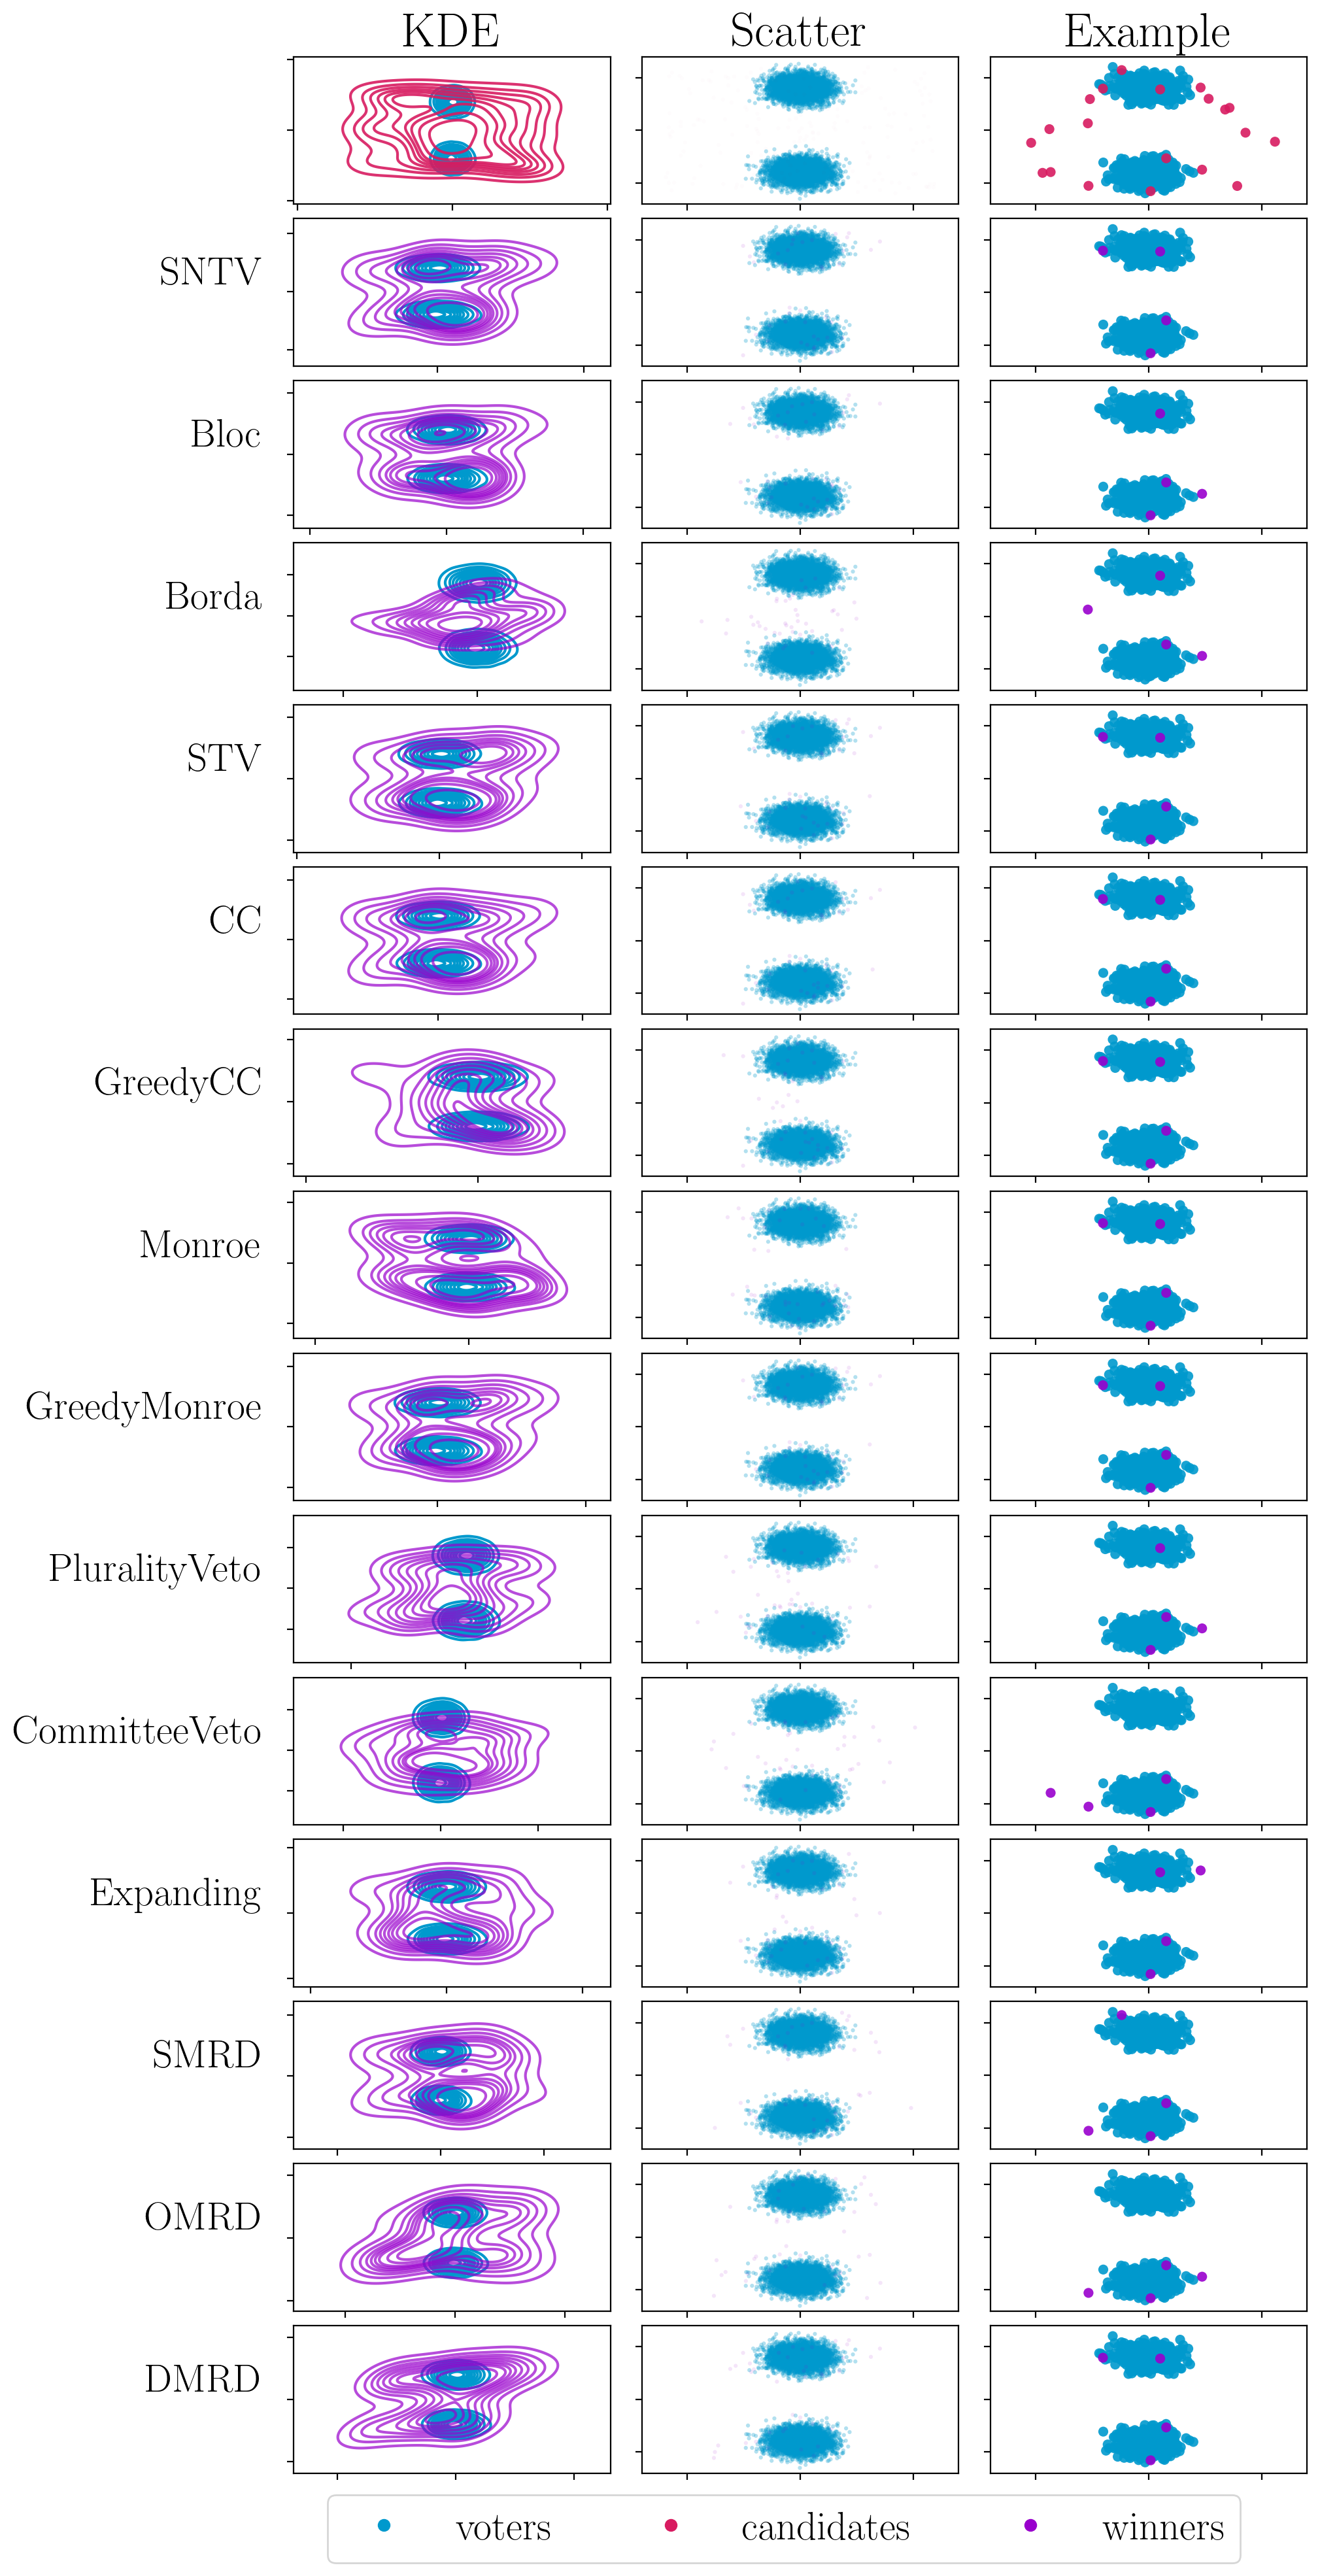 KDE Scatter Example
SNTV
Bloc
Borda
STV
CC
GreedyCC
Monroe
GreedyMonroe
PluralityVeto
CommitteeVeto
Expanding
SMRD
OMRD
DMRD
voters candidates winners